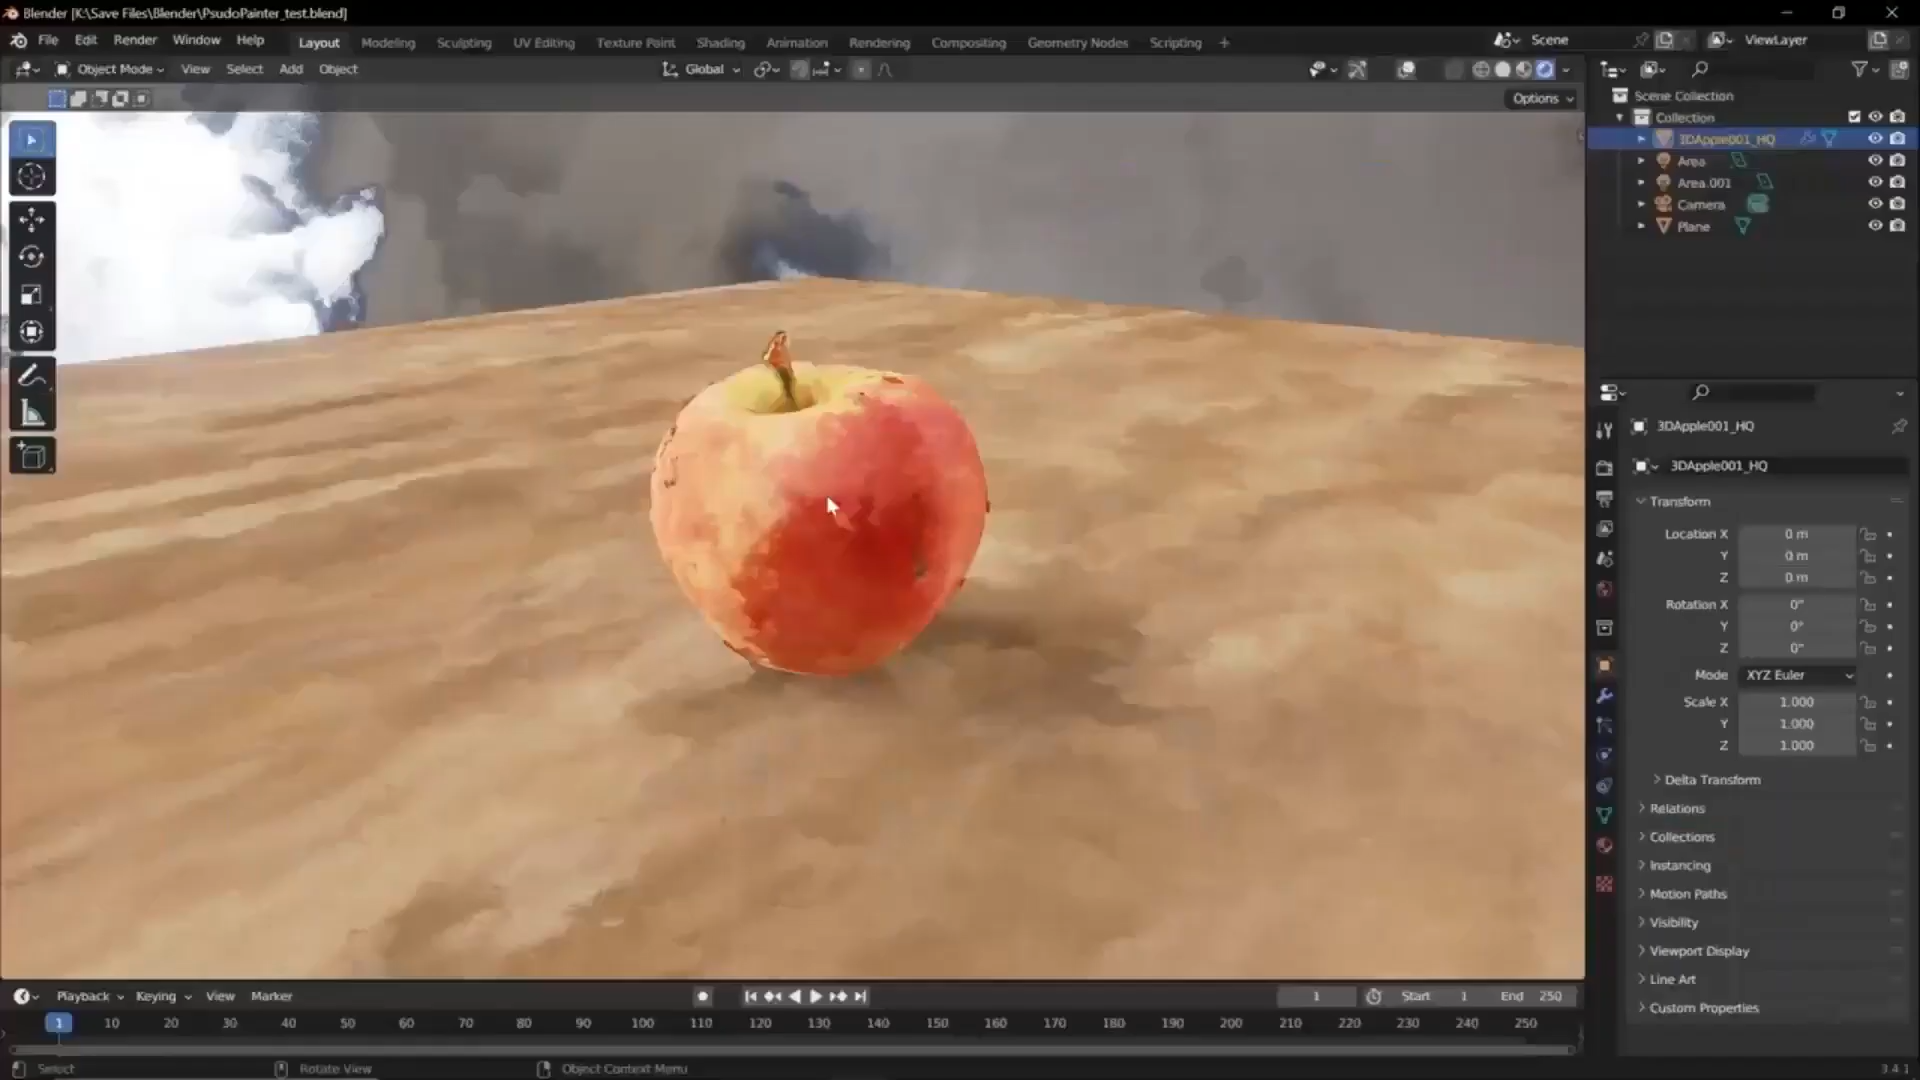 Blender [K:\Save Files\Blender\PsudoPainter_test.blend]
File Edit Render Window Help Layout Modeling Sculpting UV Editing Texture Paint Shading Animation Rendering Compositing Geometry Nodes Scripting + Scene ViewLayer
Object Mode View Select Add Object Global
Options
Scene Collection
Collection
3DApple001_HQ
Area
Area.001
Camera
Plane
3DApple001_HQ
3DApple001_HQ
Transform
Location X 0 m
Y 0 m
Z 0 m
Rotation X 0°
Y 0°
Z 0°
Mode XYZ Euler
Scale X 1.000
Y 1.000
Z 1.000
Delta Transform
Relations
Collections
Instancing
Motion Paths
Visibility
Viewport Display
Line Art
Custom Properties
Playback Keying View Marker 1 Start 1 End 250
1 10 20 30 40 50 60 70 80 90 100 110 120 130 140 150 160 170 180 190 200 210 220 230 240 250
Select Rotate View Object Context Menu 3.4.1